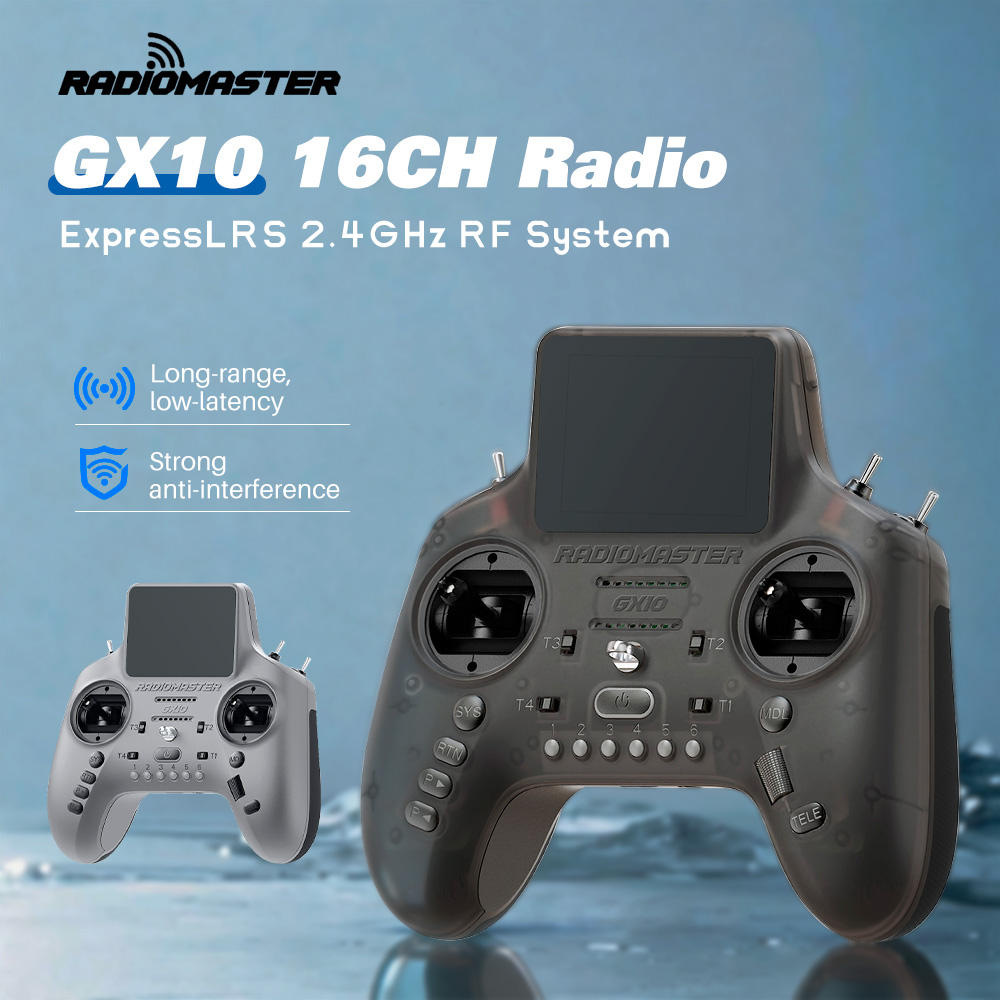 RADIOMASTER
GX10 16CH Radio
ExpressLRS 2.4GHz RF System
Long-range,
low-latency
Strong
anti-interference
RADIOMASTER
GX10
T3
T2
T4
T1
SYS
MDL
1 2 3 4 5 6
RTN
P
P
TELE
RADIOMASTER
GX10
T3
T2
T4
T1
1 2 3 4 5 6